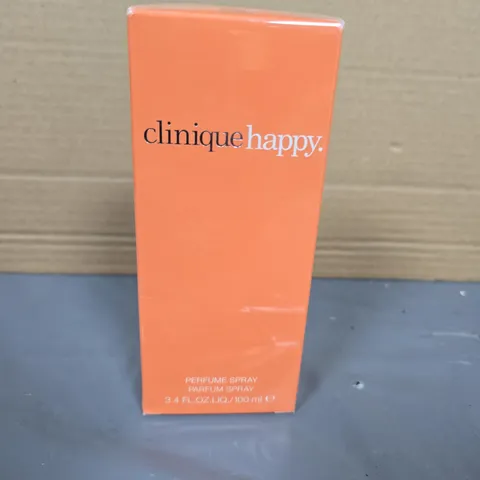 clinique happy.
PERFUME SPRAY
PARFUM SPRAY
3.4 FL.OZ.LIQ./100 ml ℮